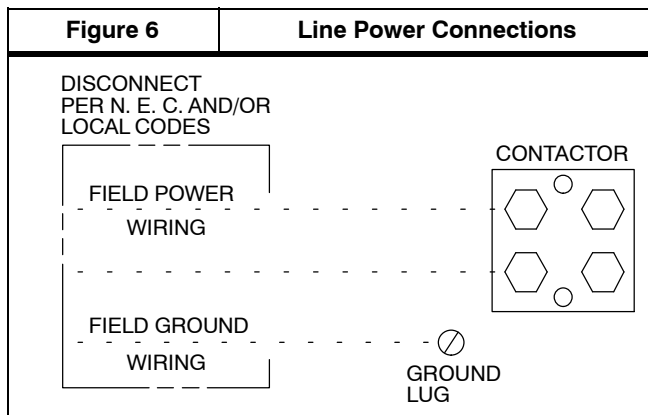 Figure 6
Line Power Connections
DISCONNECT
PER N. E. C. AND/OR
LOCAL CODES
CONTACTOR
FIELD POWER
WIRING
FIELD GROUND
WIRING
GROUND
LUG